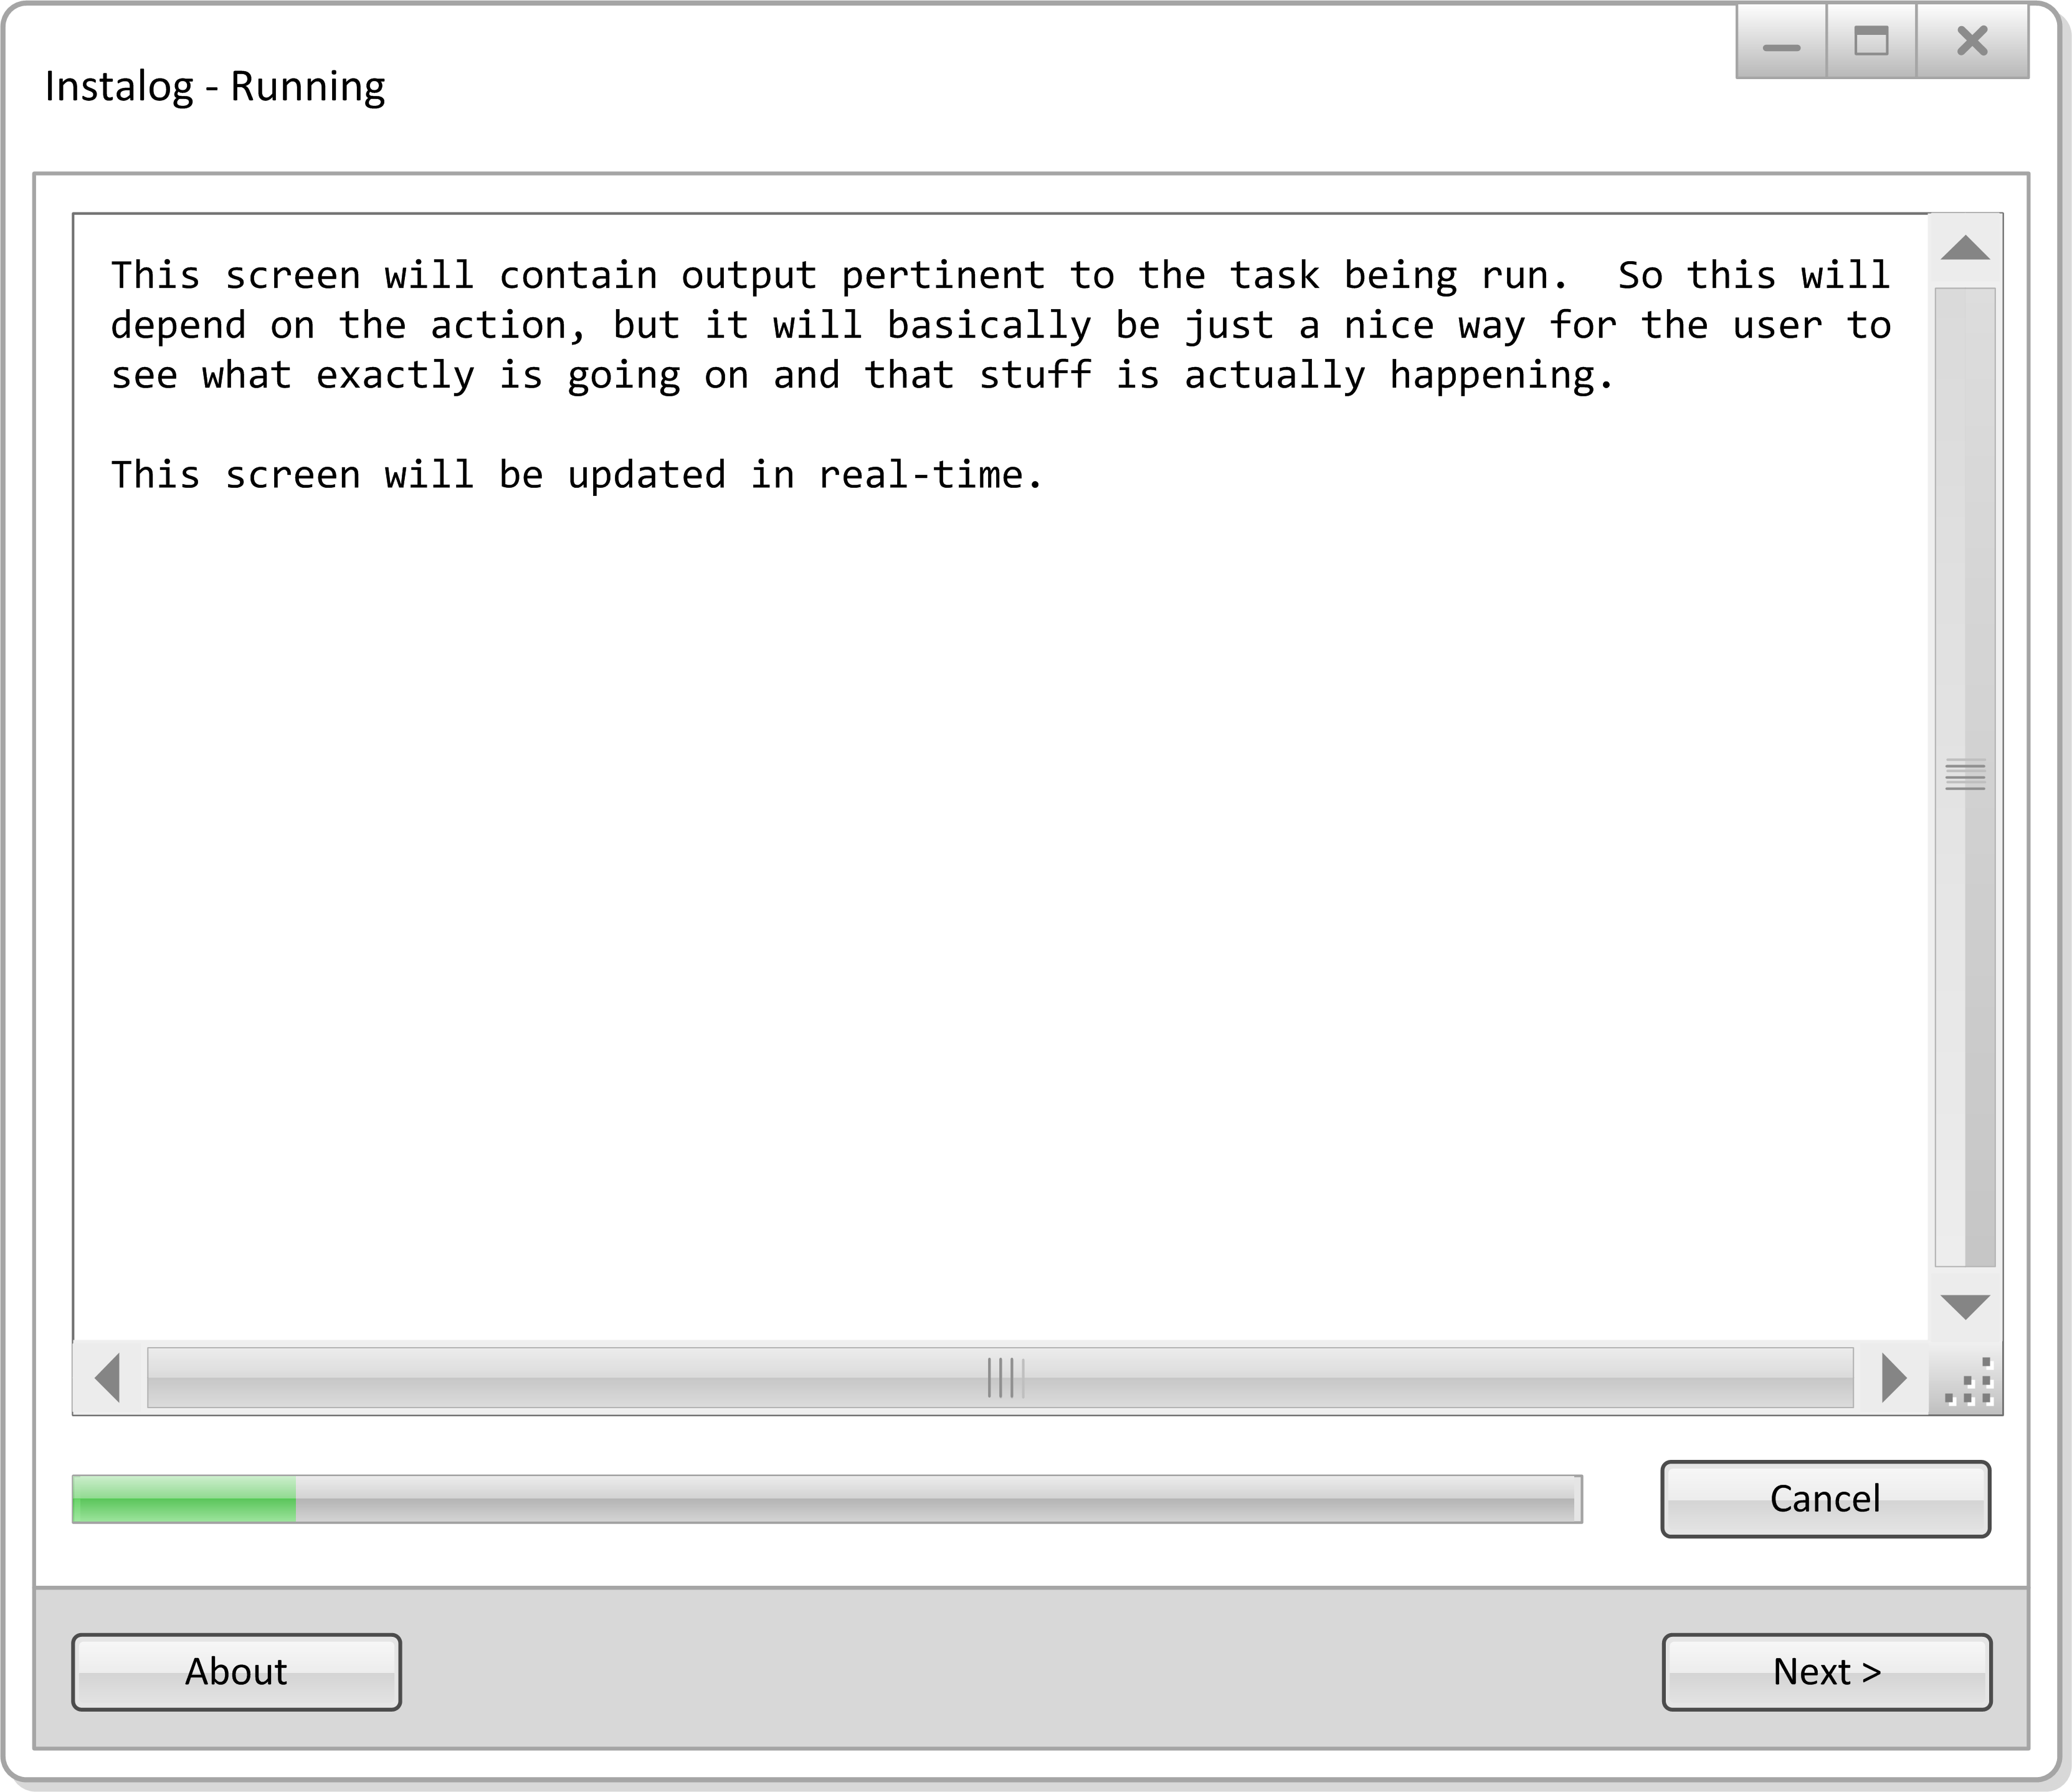 Instalog - Running
This screen will contain output pertinent to the task being run.  So this will
depend on the action, but it will basically be just a nice way for the user to
see what exactly is going on and that stuff is actually happening.
This screen will be updated in real-time.
Cancel
About
Next >